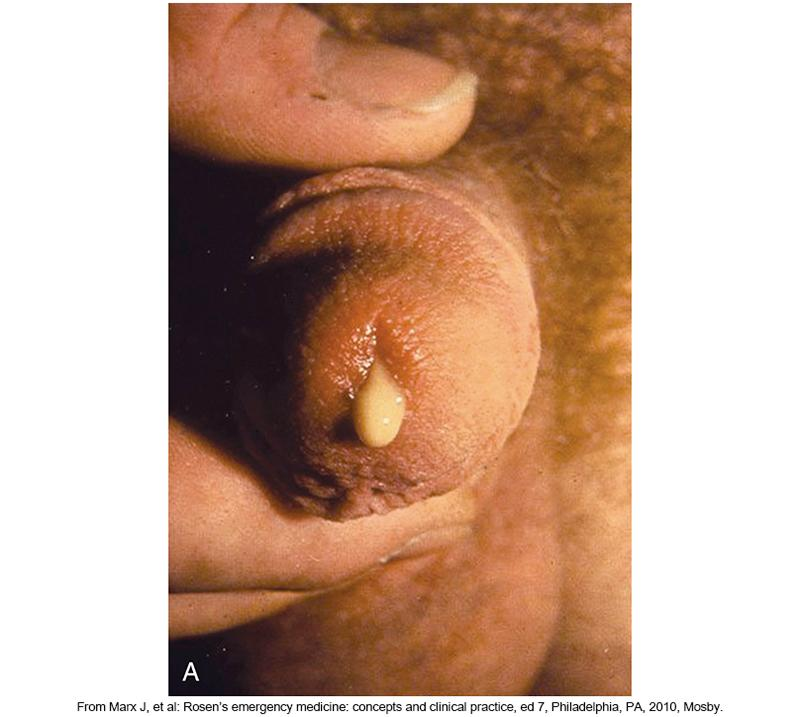 A
From Marx J, et al: Rosen's emergency medicine: concepts and clinical practice, ed 7, Philadelphia, PA, 2010, Mosby.